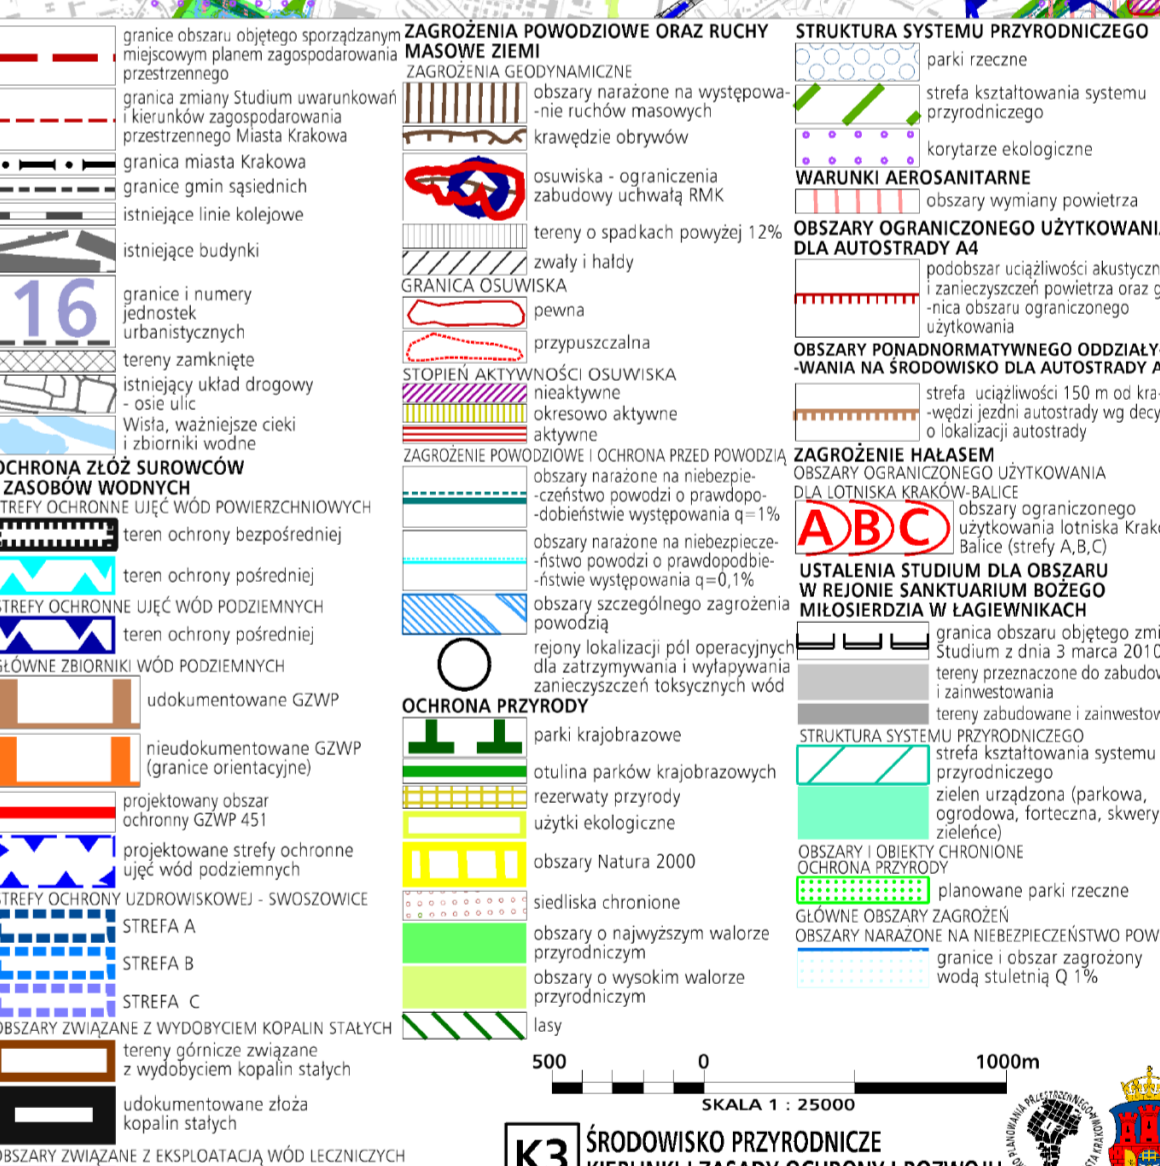 granice obszaru objętego sporządzanym
miejscowym planem zagospodarowania
przestrzennego
granica zmiany Studium uwarunkowań
i kierunków zagospodarowania
przestrzennego Miasta Krakowa
granica miasta Krakowa
granice gmin sąsiednich
istniejące linie kolejowe
istniejące budynki
16
granice i numery
jednostek
urbanistycznych
tereny zamknięte
istniejący układ drogowy
- osie ulic
Wisła, ważniejsze cieki
i zbiorniki wodne
OCHRONA ZŁÓŻ SUROWCÓW
ZASOBÓW WODNYCH
STREFY OCHRONNE UJĘĆ WÓD POWIERZCHNIOWYCH
teren ochrony bezpośredniej
teren ochrony pośredniej
STREFY OCHRONNE UJĘĆ WÓD PODZIEMNYCH
teren ochrony pośredniej
GŁÓWNE ZBIORNIKI WÓD PODZIEMNYCH
udokumentowane GZWP
nieudokumentowane GZWP
(granice orientacyjne)
projektowany obszar
ochronny GZWP 451
projektowane strefy ochronne
ujęć wód podziemnych
STREFY OCHRONY UZDROWISKOWEJ - SWOSZOWICE
STREFA A
STREFA B
STREFA C
OBSZARY ZWIĄZANE Z WYDOBYCIEM KOPALIN STAŁYCH
tereny górnicze związane
z wydobyciem kopalin stałych
udokumentowane złoża
kopalin stałych
OBSZARY ZWIĄZANE Z EKSPLOATACJĄ WÓD LECZNICZYCH
ZAGROŻENIA POWODZIOWE ORAZ RUCHY
MASOWE ZIEMI
ZAGROŻENIA GEODYNAMICZNE
obszary narażone na występowa-
-nie ruchów masowych
krawędzie obrywów
osuwiska - ograniczenia
zabudowy uchwałą RMK
tereny o spadkach powyżej 12%
zwały i hałdy
GRANICA OSUWISKA
pewna
przypuszczalna
STOPIEŃ AKTYWNOŚCI OSUWISKA
nieaktywne
okresowo aktywne
aktywne
ZAGROŻENIE POWODZIOWE I OCHRONA PRZED POWODZIĄ
obszary narażone na niebezpie-
-czeństwo powodzi o prawdopo-
-dobieństwie występowania q=1%
obszary narażone na niebezpiecze-
-ństwo powodzi o prawdopodbie-
-ństwie występowania q=0,1%
obszary szczególnego zagrożenia
powodzią
rejony lokalizacji pól operacyjnych
dla zatrzymywania i wyłapywania
zanieczyszczeń toksycznych wód
OCHRONA PRZYRODY
parki krajobrazowe
otulina parków krajobrazowych
rezerwaty przyrody
użytki ekologiczne
obszary Natura 2000
siedliska chronione
obszary o najwyższym walorze
przyrodniczym
obszary o wysokim walorze
przyrodniczym
lasy
STRUKTURA SYSTEMU PRZYRODNICZEGO
parki rzeczne
strefa kształtowania systemu
przyrodniczego
korytarze ekologiczne
WARUNKI AEROSANITARNE
obszary wymiany powietrza
OBSZARY OGRANICZONEGO UŻYTKOWANIA
DLA AUTOSTRADY A4
podobszar uciążliwości akustyczn
i zanieczyszczeń powietrza oraz g
-nica obszaru ograniczonego
użytkowania
OBSZARY PONADNORMATYWNEGO ODDZIAŁY-
-WANIA NA ŚRODOWISKO DLA AUTOSTRADY A
strefa uciążliwości 150 m od kra-
-wędzi jezdni autostrady wg decy
o lokalizacji autostrady
ZAGROŻENIE HAŁASEM
OBSZARY OGRANICZONEGO UŻYTKOWANIA
DLA LOTNISKA KRAKÓW-BALICE
A B C
obszary ograniczonego
użytkowania lotniska Krak
Balice (strefy A,B,C)
USTALENIA STUDIUM DLA OBSZARU
W REJONIE SANKTUARIUM BOŻEGO
MIŁOSIERDZIA W ŁAGIEWNIKACH
granica obszaru objętego zmi
Studium z dnia 3 marca 2010
tereny przeznaczone do zabudow
i zainwestowania
tereny zabudowane i zainwestow
STRUKTURA SYSTEMU PRZYRODNICZEGO
strefa kształtowania systemu
przyrodniczego
zielen urządzona (parkowa,
ogrodowa, forteczna, skwery
zieleńce)
OBSZARY I OBIEKTY CHRONIONE
OCHRONA PRZYRODY
planowane parki rzeczne
GŁÓWNE OBSZARY ZAGROŻEŃ
OBSZARY NARAŻONE NA NIEBEZPIECZEŃSTWO POW
granice i obszar zagrożony
wodą stuletnią Q 1%
500 0 1000m
SKALA 1 : 25000
K3
ŚRODOWISKO PRZYRODNICZE
KIERUNKI I ZASADY OCHRONY I ROZWOJU